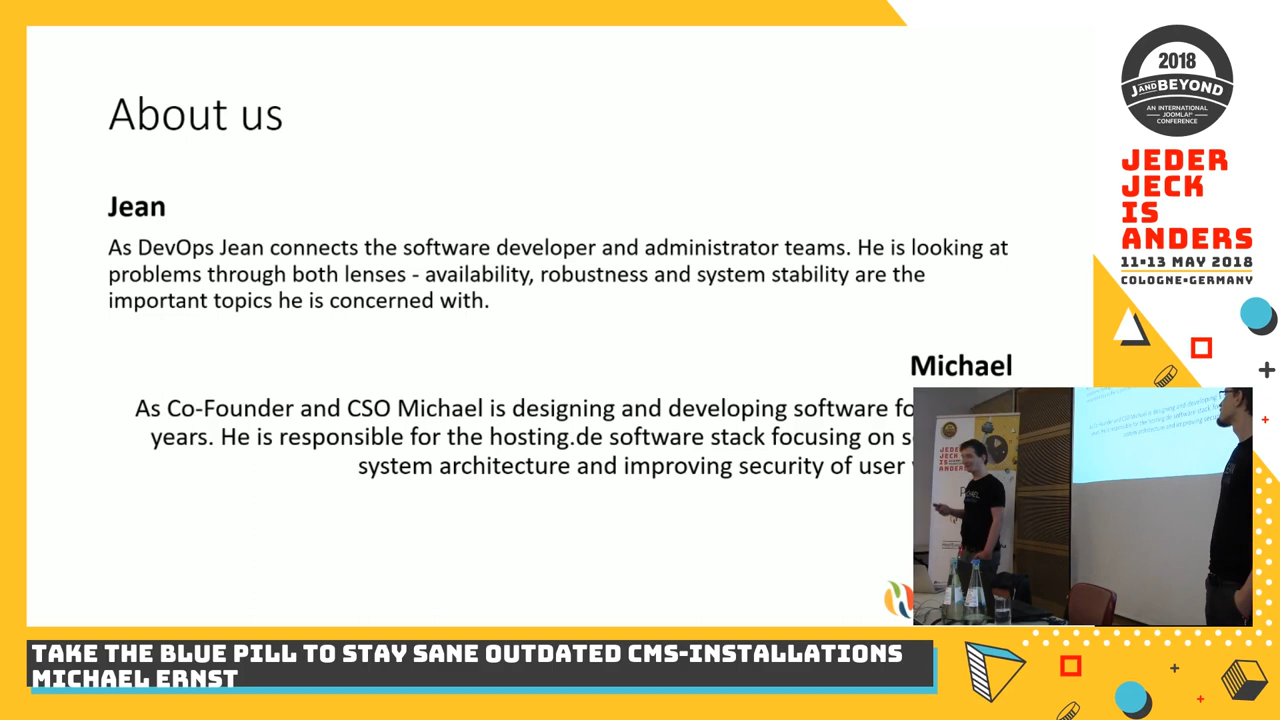 About us
Jean
As DevOps Jean connects the software developer and administrator teams. He is looking at
problems through both lenses - availability, robustness and system stability are the
important topics he is concerned with.
Michael
As Co-Founder and CSO Michael is designing and developing software
years. He is responsible for the hosting.de software stack focusing on
system architecture and improving security of user
2018
J AND BEYOND
AN INTERNATIONAL
JOOMLA!®
CONFERENCE
JEDER
JECK
IS
ANDERS
11-13 MAY 2018
COLOGNE GERMANY
TAKE THE BLUE PILL TO STAY SANE OUTDATED CMS-INSTALLATIONS
MICHAEL ERNST